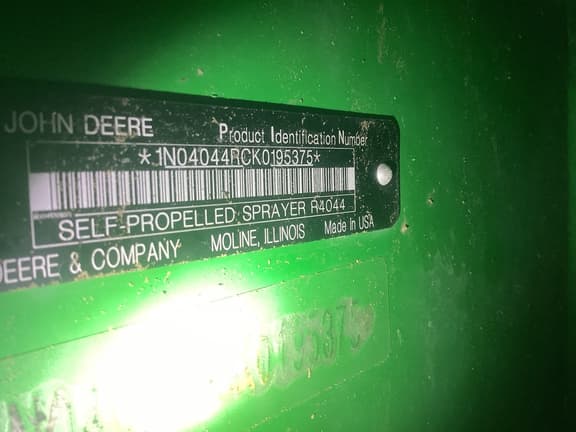 JOHN DEERE Product Identification Number
*1N04044RCK0195375*
SELF-PROPELLED SPRAYER R4044
DEERE & COMPANY MOLINE, ILLINOIS Made in USA